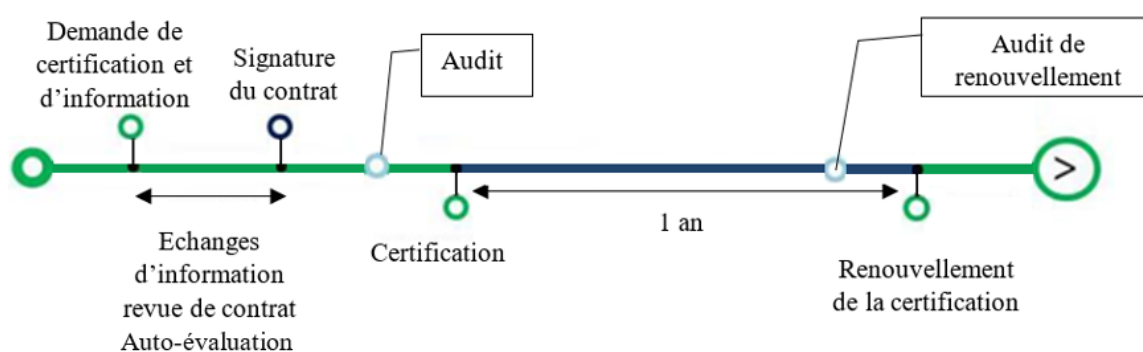 Demande de
certification et
d’information
Signature
du contrat
Audit
Audit de
renouvellement
>
1 an
Certification
Echanges
d’information
revue de contrat
Auto-évaluation
Renouvellement
de la certification